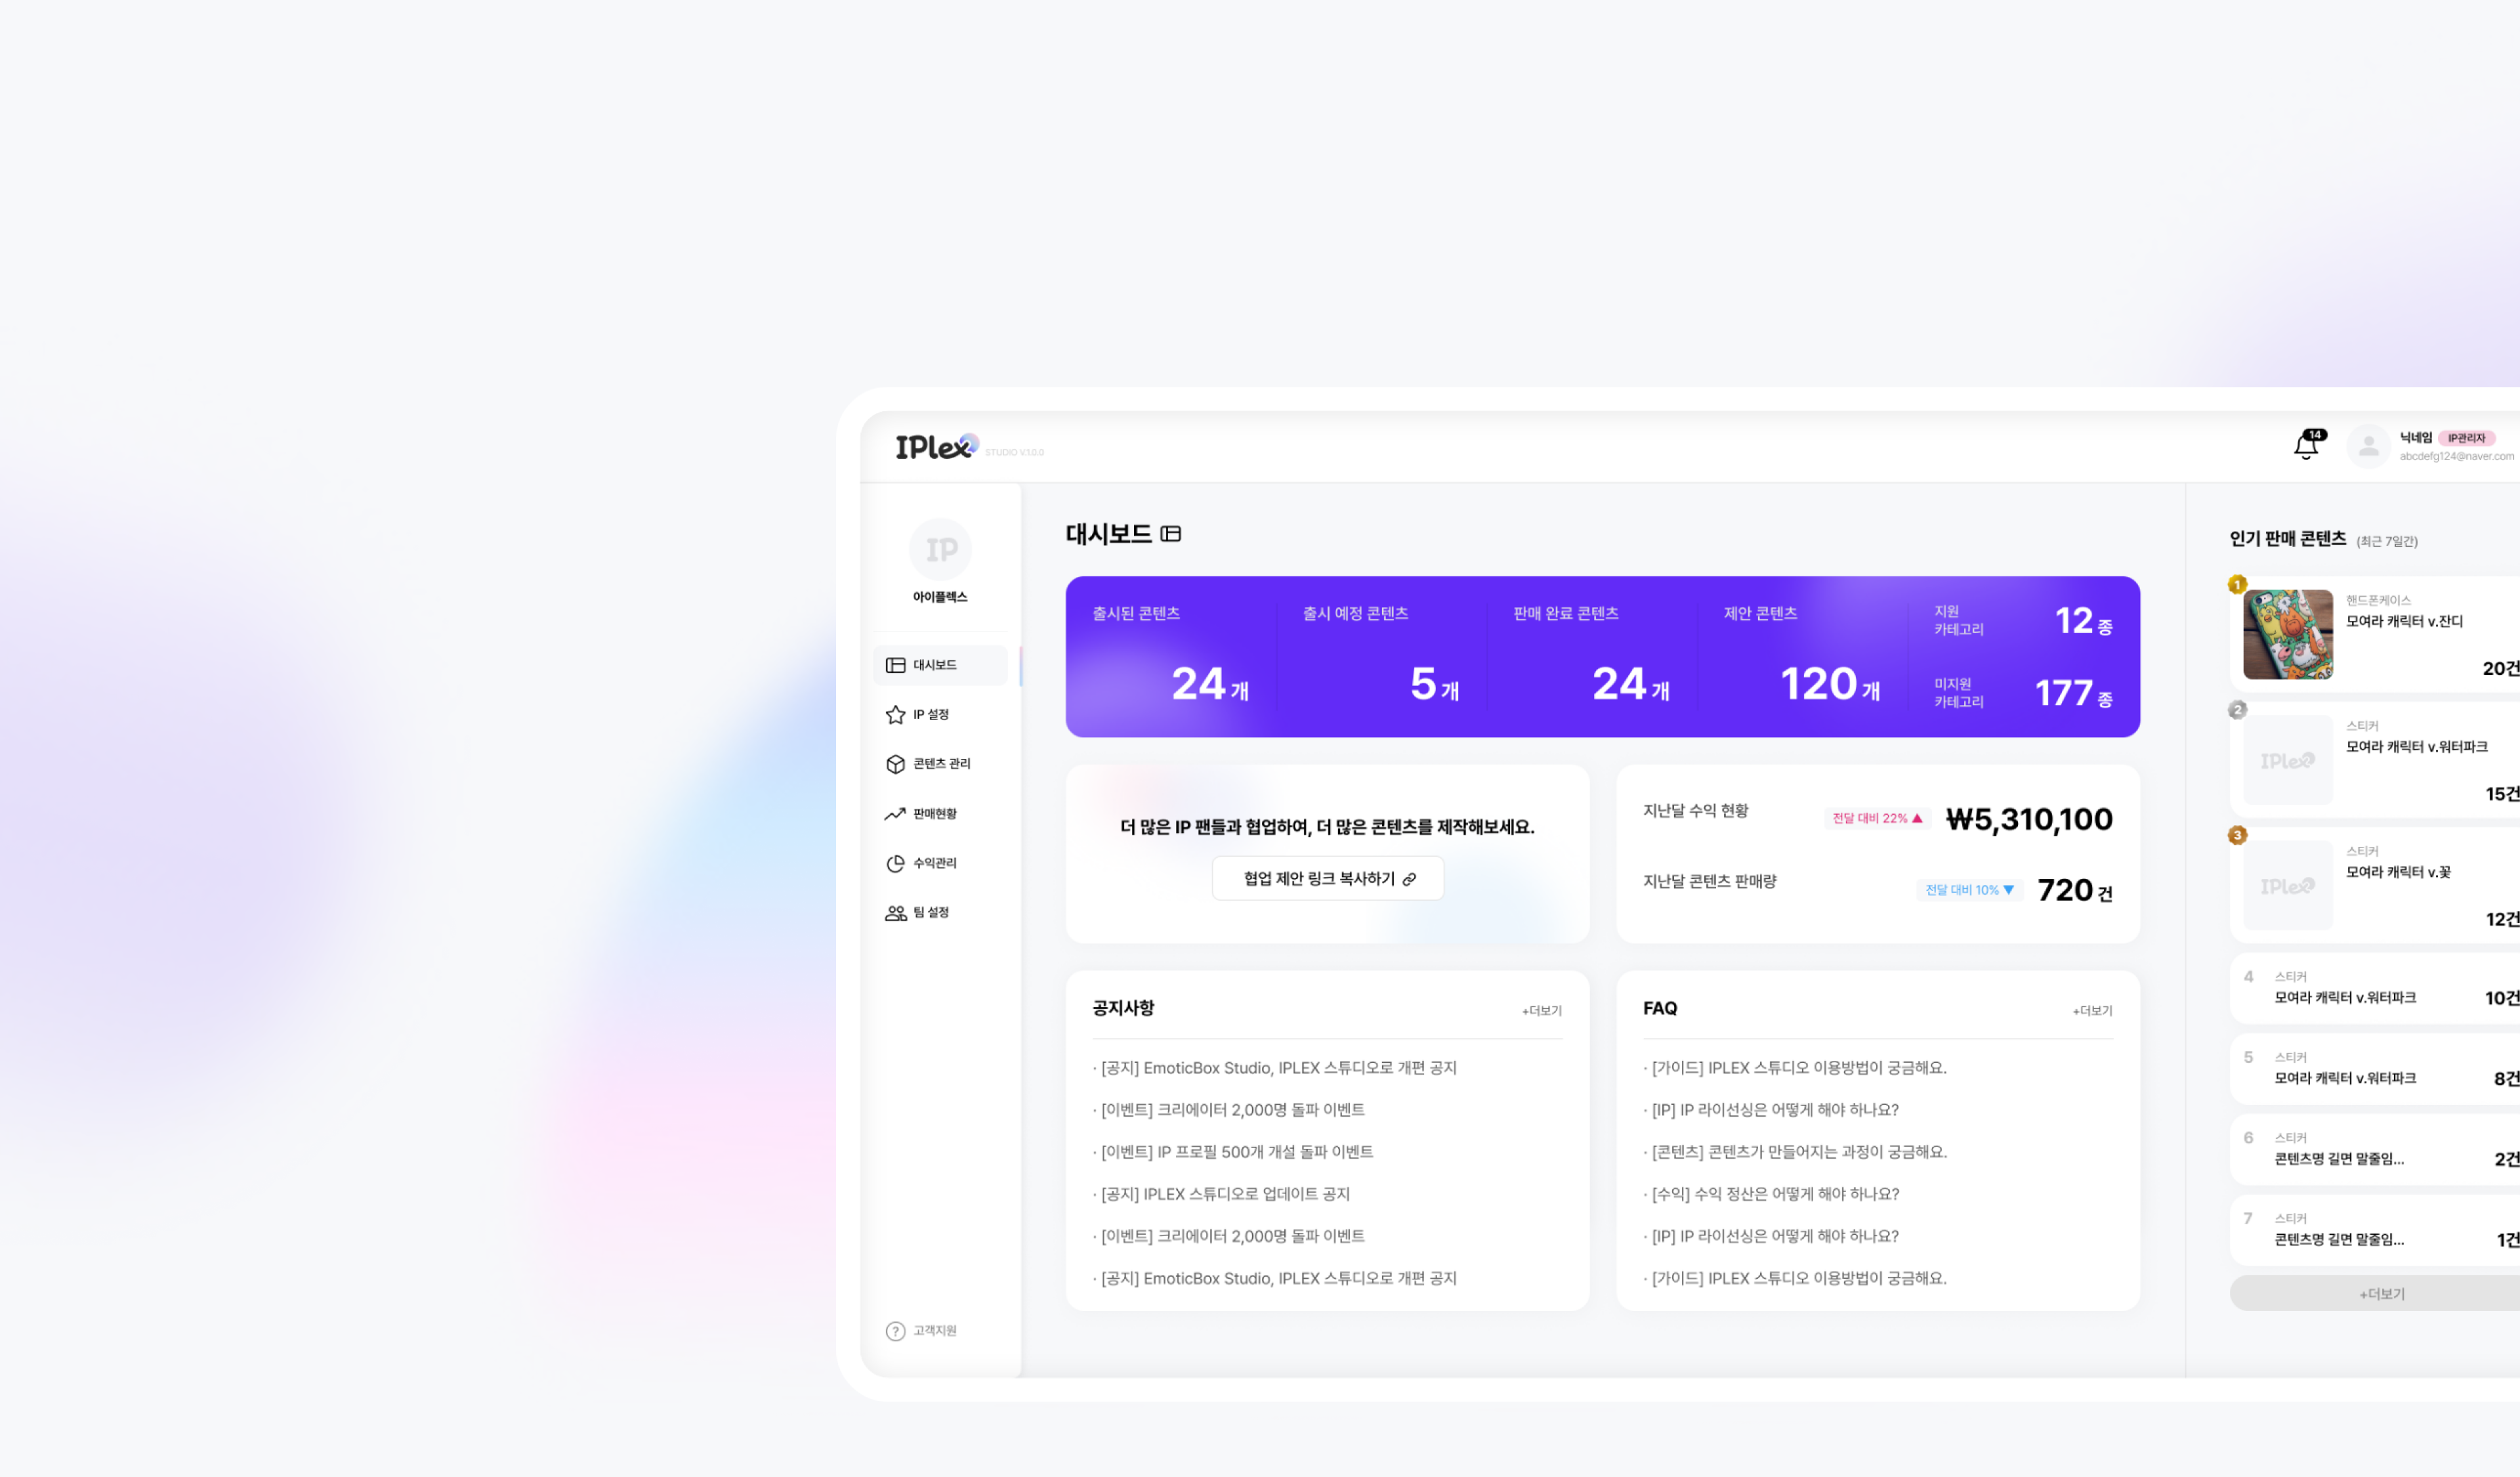 IPlex
STUDIO V.1.0.0
14
닉네임 IP관리자
abcdefg124@naver.com
IP
아이플렉스
대시보드
IP 설정
콘텐츠 관리
판매현황
수익관리
팀 설정
고객지원
대시보드
출시된 콘텐츠
24 개
출시 예정 콘텐츠
5 개
판매 완료 콘텐츠
24 개
제안 콘텐츠
120 개
지원
카테고리
12 종
미지원
카테고리
177 종
더 많은 IP 팬들과 협업하여, 더 많은 콘텐츠를 제작해보세요.
협업 제안 링크 복사하기
지난달 수익 현황
전달 대비 22% ▲
₩5,310,100
지난달 콘텐츠 판매량
전달 대비 10% ▼
720 건
공지사항
+더보기
· [공지] EmoticBox Studio, IPLEX 스튜디오로 개편 공지
· [이벤트] 크리에이터 2,000명 돌파 이벤트
· [이벤트] IP 프로필 500개 개설 돌파 이벤트
· [공지] IPLEX 스튜디오로 업데이트 공지
· [이벤트] 크리에이터 2,000명 돌파 이벤트
· [공지] EmoticBox Studio, IPLEX 스튜디오로 개편 공지
FAQ
+더보기
· [가이드] IPLEX 스튜디오 이용방법이 궁금해요.
· [IP] IP 라이선싱은 어떻게 해야 하나요?
· [콘텐츠] 콘텐츠가 만들어지는 과정이 궁금해요.
· [수익] 수익 정산은 어떻게 해야 하나요?
· [IP] IP 라이선싱은 어떻게 해야 하나요?
· [가이드] IPLEX 스튜디오 이용방법이 궁금해요.
인기 판매 콘텐츠 (최근 7일간)
1
핸드폰케이스
모여라 캐릭터 v.잔디
20건
2
IPlex
스티커
모여라 캐릭터 v.워터파크
15건
3
IPlex
스티커
모여라 캐릭터 v.꽃
12건
4
스티커
모여라 캐릭터 v.워터파크
10건
5
스티커
모여라 캐릭터 v.워터파크
8건
6
스티커
콘텐츠명 길면 말줄임...
2건
7
스티커
콘텐츠명 길면 말줄임...
1건
+더보기